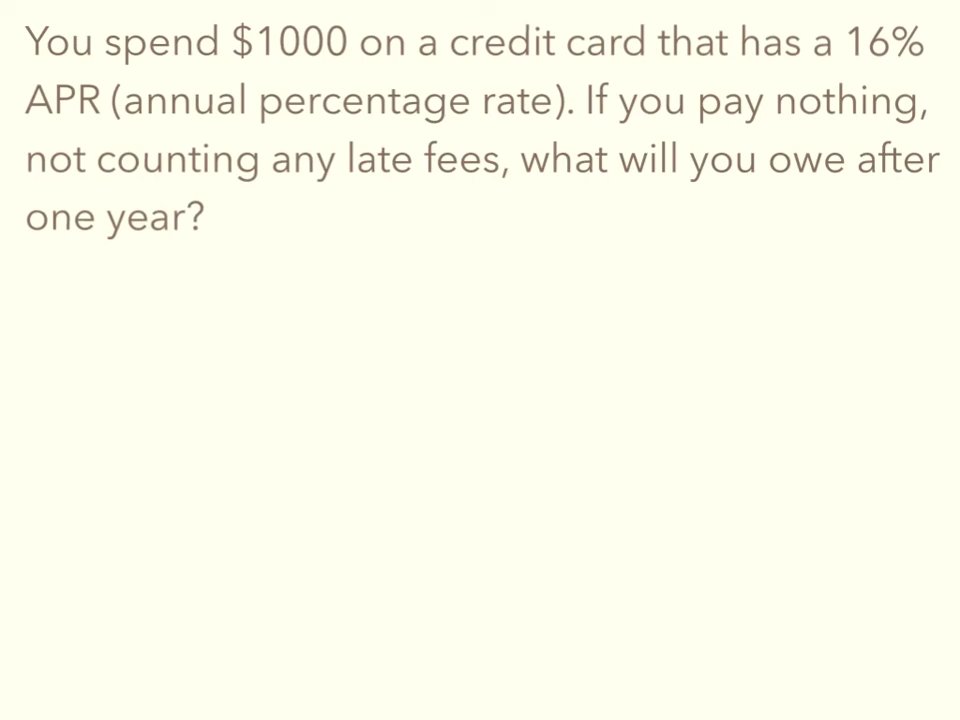 You spend $1000 on a credit card that has a 16%
APR (annual percentage rate). If you pay nothing,
not counting any late fees, what will you owe after
one year?